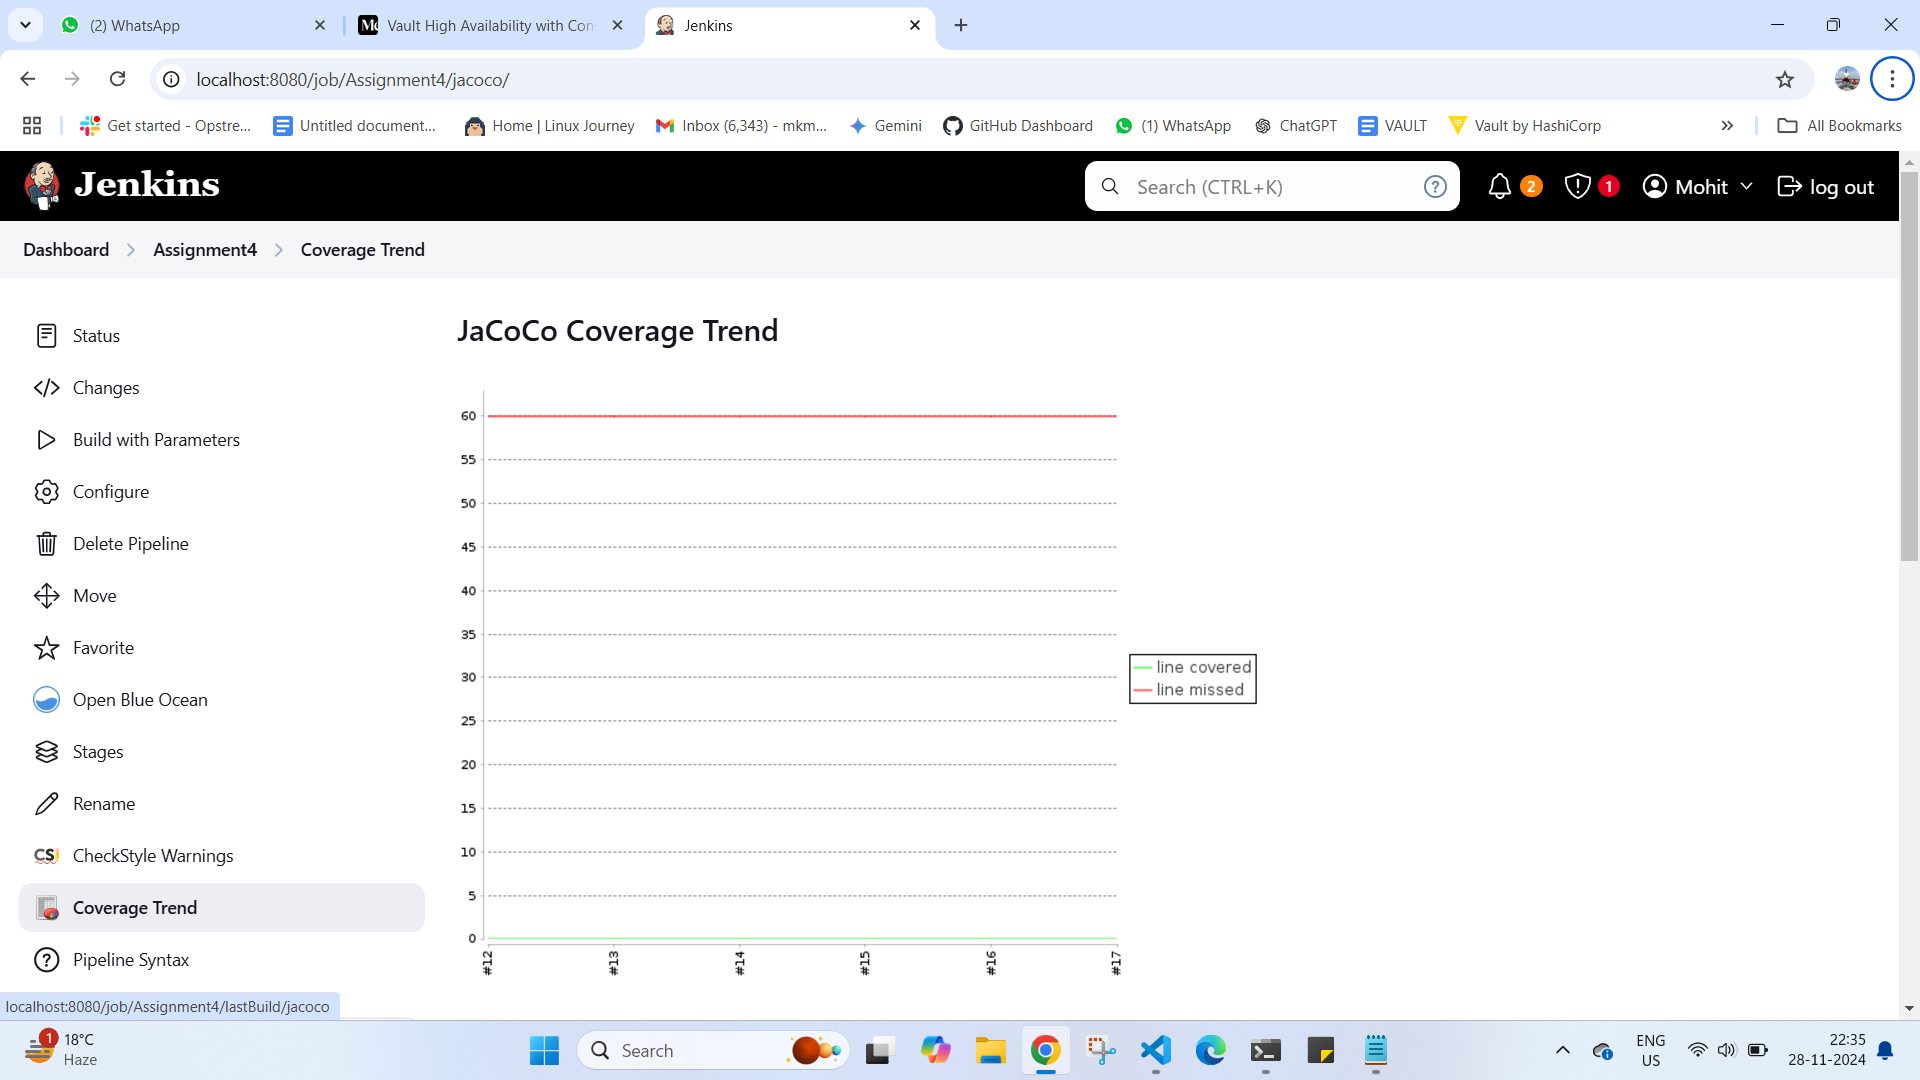 (2) WhatsApp
Vault High Availability with Con
Jenkins
localhost:8080/job/Assignment4/jacoco/
Get started - Opstre...
Untitled document...
Home | Linux Journey
Inbox (6,343) - mkm...
Gemini
GitHub Dashboard
(1) WhatsApp
ChatGPT
VAULT
Vault by HashiCorp
All Bookmarks
Jenkins
Search (CTRL+K)
2
1
Mohit
log out
Dashboard
Assignment4
Coverage Trend
Status
Changes
Build with Parameters
Configure
Delete Pipeline
Move
Favorite
Open Blue Ocean
Stages
Rename
CheckStyle Warnings
Coverage Trend
Pipeline Syntax
JaCoCo Coverage Trend
60
55
50
45
40
35
30
25
20
15
10
5
0
#12
#13
#14
#15
#16
#17
line covered
line missed
localhost:8080/job/Assignment4/lastBuild/jacoco
1
18°C
Haze
Search
ENG
US
22:35
28-11-2024